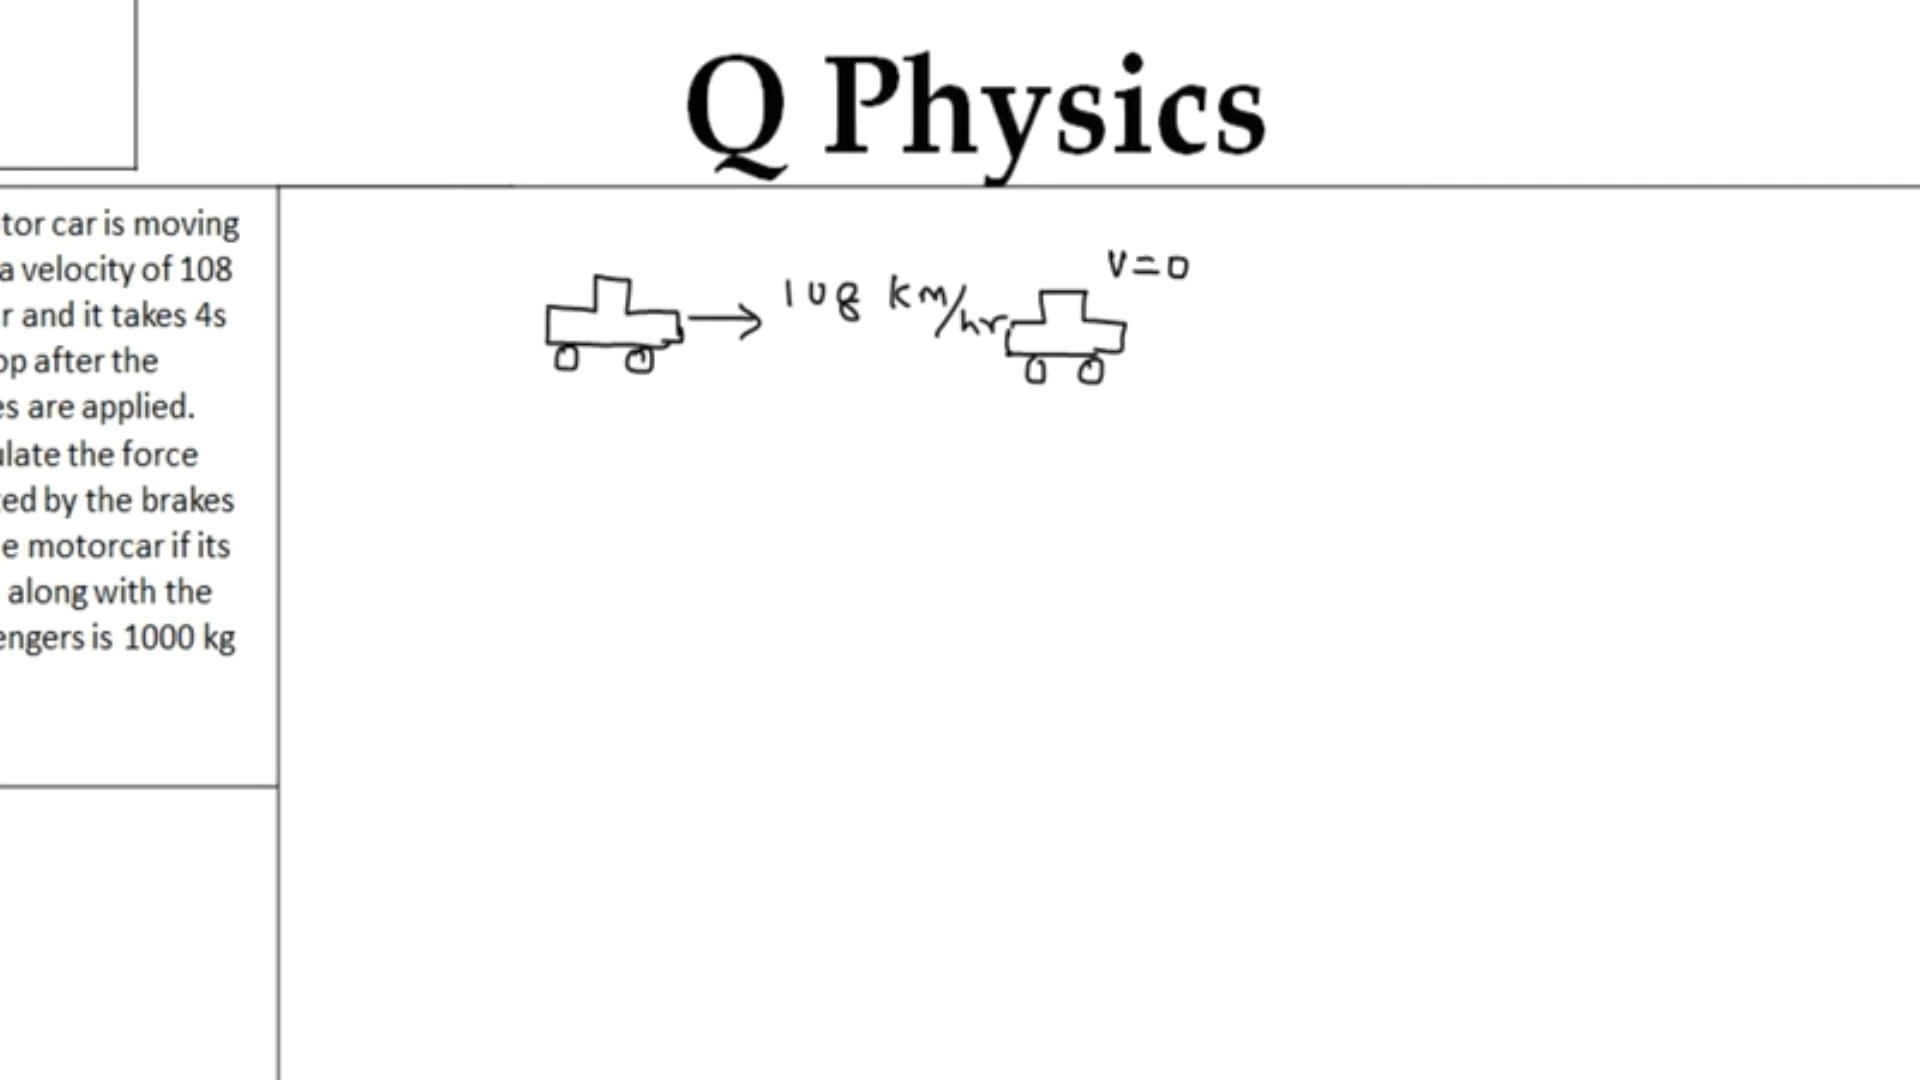 Q Physics
tor car is moving
a velocity of 108
r and it takes 4s
op after the
es are applied.
ulate the force
ted by the brakes
e motorcar if its
along with the
engers is 1000 kg
108 km/hr
v=0